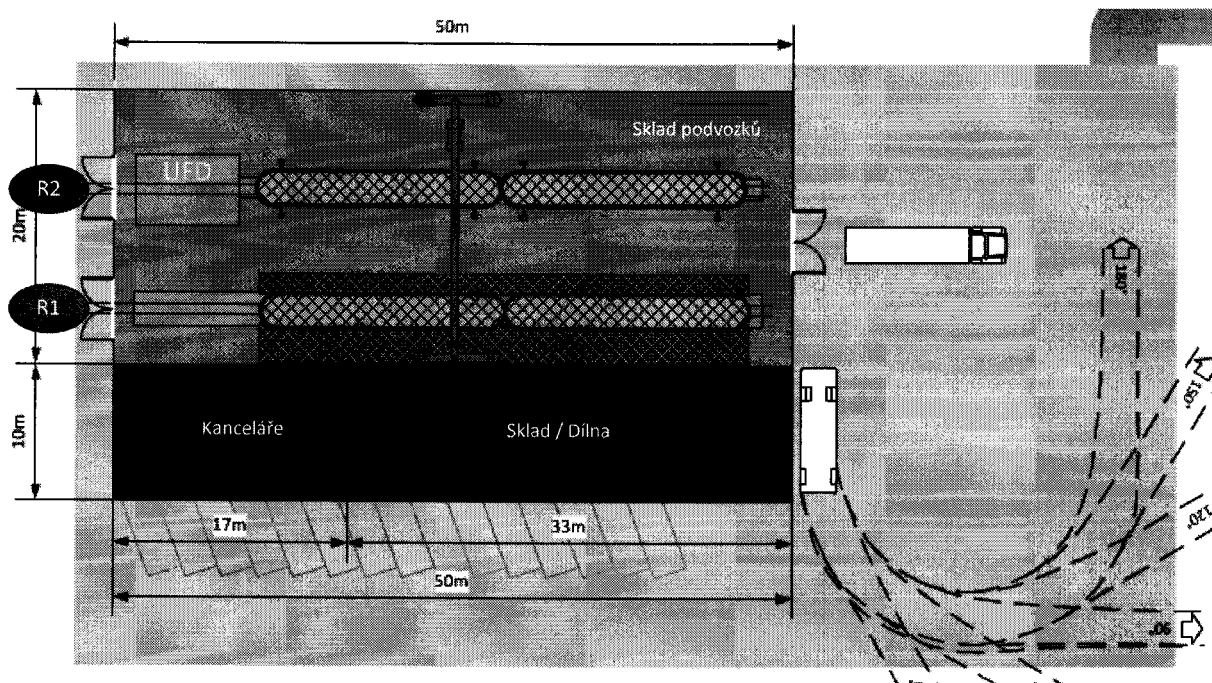 50m
Sklad podvozků
UFD
R2
20m
R1
10m
Kanceláře
Sklad / Dílna
17m
33m
50m
180°
150°
120°
90°